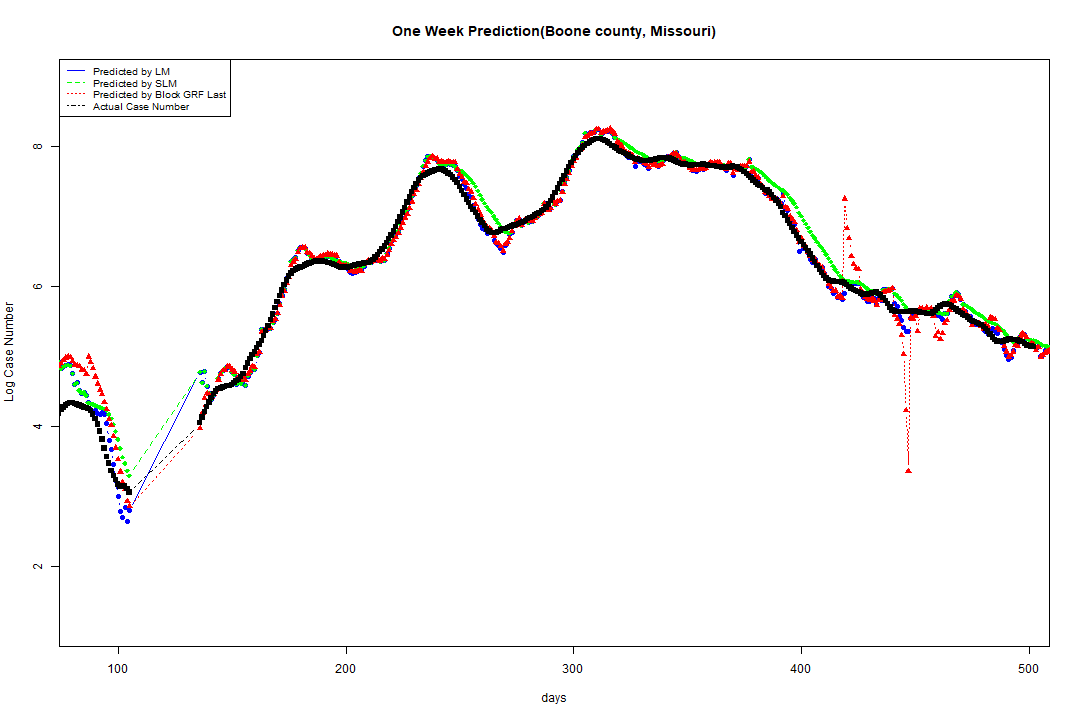 One Week Prediction(Boone county, Missouri)
Predicted by LM
Predicted by SLM
Predicted by Block GRF Last
Actual Case Number
8
6
4
2
Log Case Number
100 200 300 400 500
days